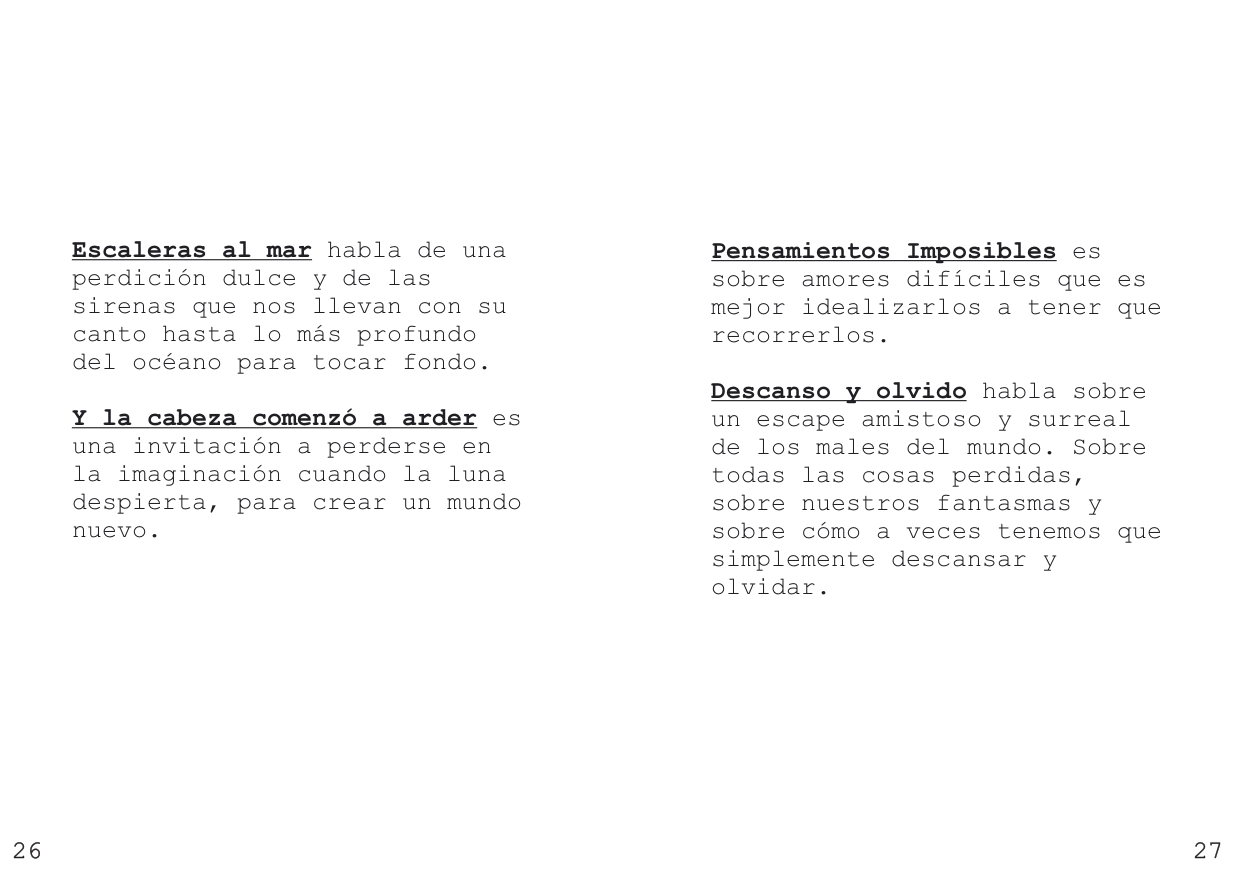 Escaleras al mar habla de una
perdición dulce y de las
sirenas que nos llevan con su
canto hasta lo más profundo
del océano para tocar fondo.
Y la cabeza comenzó a arder es
una invitación a perderse en
la imaginación cuando la luna
despierta, para crear un mundo
nuevo.
26
Pensamientos Imposibles es
sobre amores difíciles que es
mejor idealizarlos a tener que
recorrerlos.
Descanso y olvido habla sobre
un escape amistoso y surreal
de los males del mundo. Sobre
todas las cosas perdidas,
sobre nuestros fantasmas y
sobre cómo a veces tenemos que
simplemente descansar y
olvidar.
27